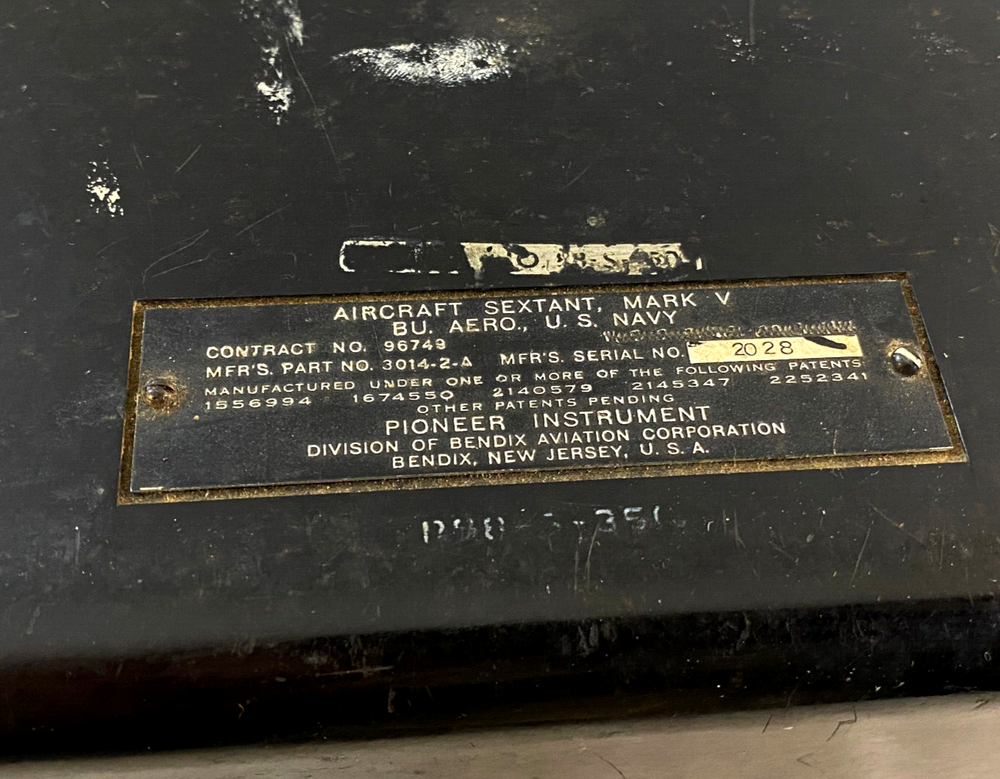 AIRCRAFT SEXTANT, MARK V
BU. AERO., U. S. NAVY
CONTRACT NO. 96749
MFR'S. PART NO. 3014-2-A MFR'S. SERIAL NO. 2028
MANUFACTURED UNDER ONE OR MORE OF THE FOLLOWING PATENTS
1556994 1674550 2140579 2145347 2252341
OTHER PATENTS PENDING
PIONEER INSTRUMENT
DIVISION OF BENDIX AVIATION CORPORATION
BENDIX, NEW JERSEY, U. S. A.